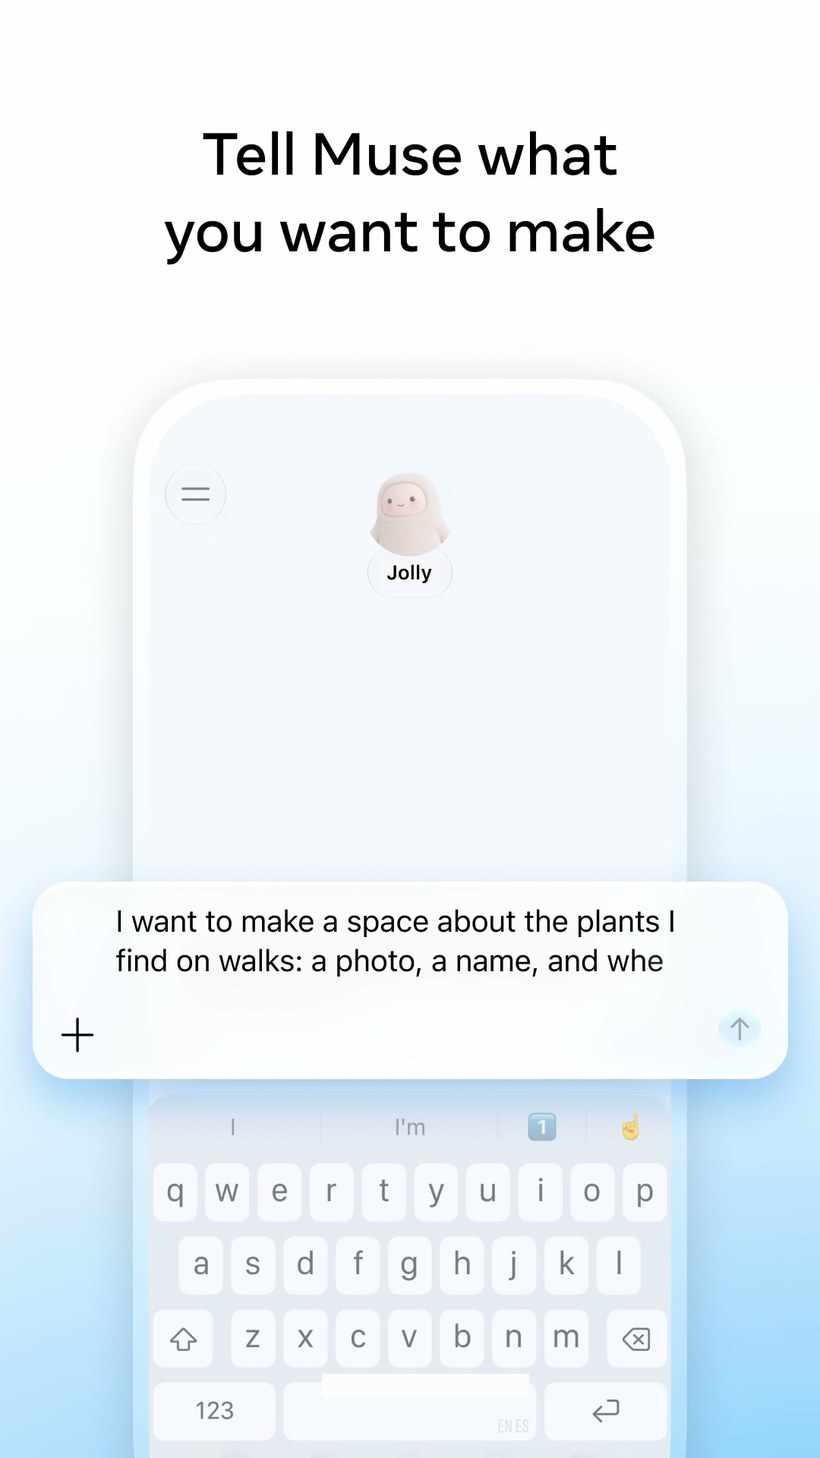 Tell Muse what
you want to make
Jolly
I want to make a space about the plants I
find on walks: a photo, a name, and whe
I I'm 1
q w e r t y u i o p
a s d f g h j k l
z x c v b n m
123
EN ES